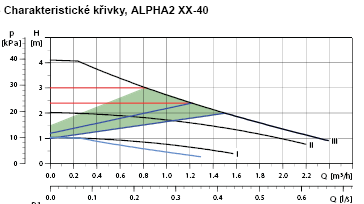 Charakteristické křivky, ALPHA2 XX-40
p H
[kPa] [m]
40 4
30 3
20 2
10 1
0 0
I II III
0.0 0.2 0.4 0.6 0.8 1.0 1.2 1.4 1.6 1.8 2.0 2.2 Q [m³/h]
0.0 0.1 0.2 0.3 0.4 0.5 0.6 Q [l/s]